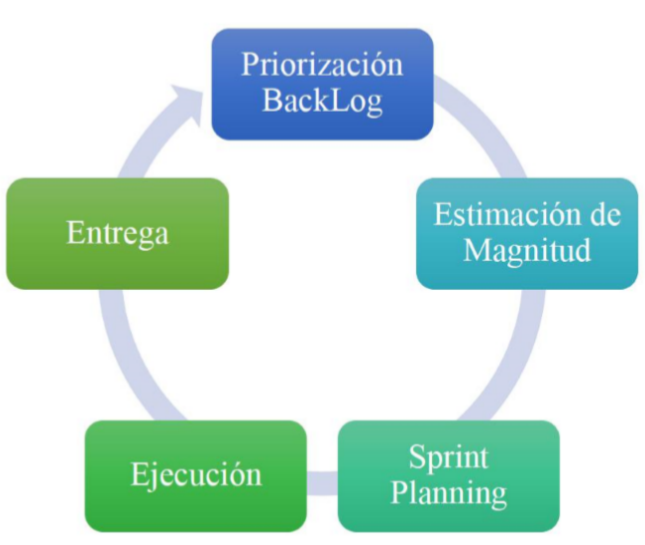 Priorización
BackLog
Estimación de
Magnitud
Sprint
Planning
Ejecución
Entrega